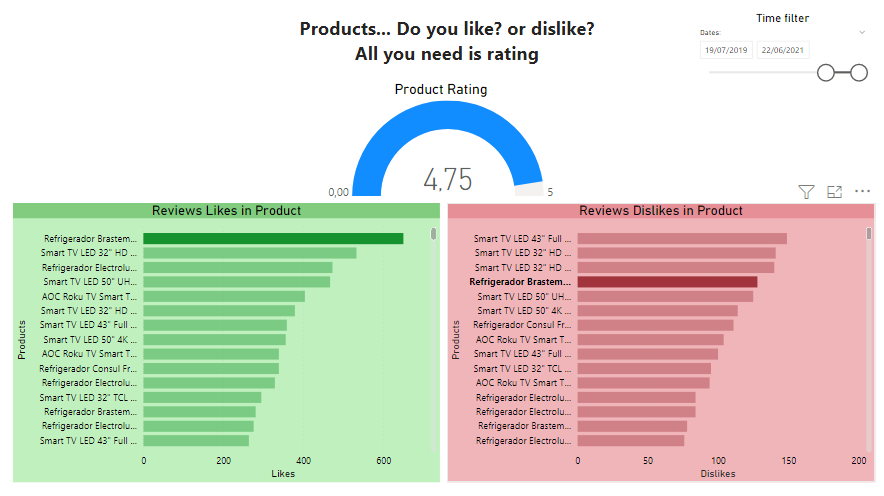 Products... Do you like? or dislike?
All you need is rating
Time filter
Dates:
19/07/2019 22/06/2021
Product Rating
4,75
0,00 5
Reviews Likes in Product
Products
Refrigerador Brastem...
Smart TV LED 32" HD ...
Refrigerador Electrolu...
Smart TV LED 50" UH...
AOC Roku TV Smart T...
Smart TV LED 32" HD ...
Smart TV LED 43" Full ...
Smart TV LED 50" 4K ...
AOC Roku TV Smart T...
Refrigerador Consul Fr...
Refrigerador Electrolu...
Smart TV LED 32" TCL ...
Refrigerador Brastem...
Refrigerador Electrolu...
Smart TV LED 43" Full ...
0 200 400 600
Likes
Reviews Dislikes in Product
Products
Smart TV LED 43" Full ...
Smart TV LED 32" HD ...
Smart TV LED 32" HD ...
Refrigerador Brastem...
Smart TV LED 50" UH...
Smart TV LED 50" 4K ...
Refrigerador Consul Fr...
AOC Roku TV Smart T...
Smart TV LED 43" Full ...
Smart TV LED 32" TCL ...
AOC Roku TV Smart T...
Refrigerador Electrolu...
Refrigerador Electrolu...
Refrigerador Brastem...
Refrigerador Electrolu...
0 50 100 150 200
Dislikes